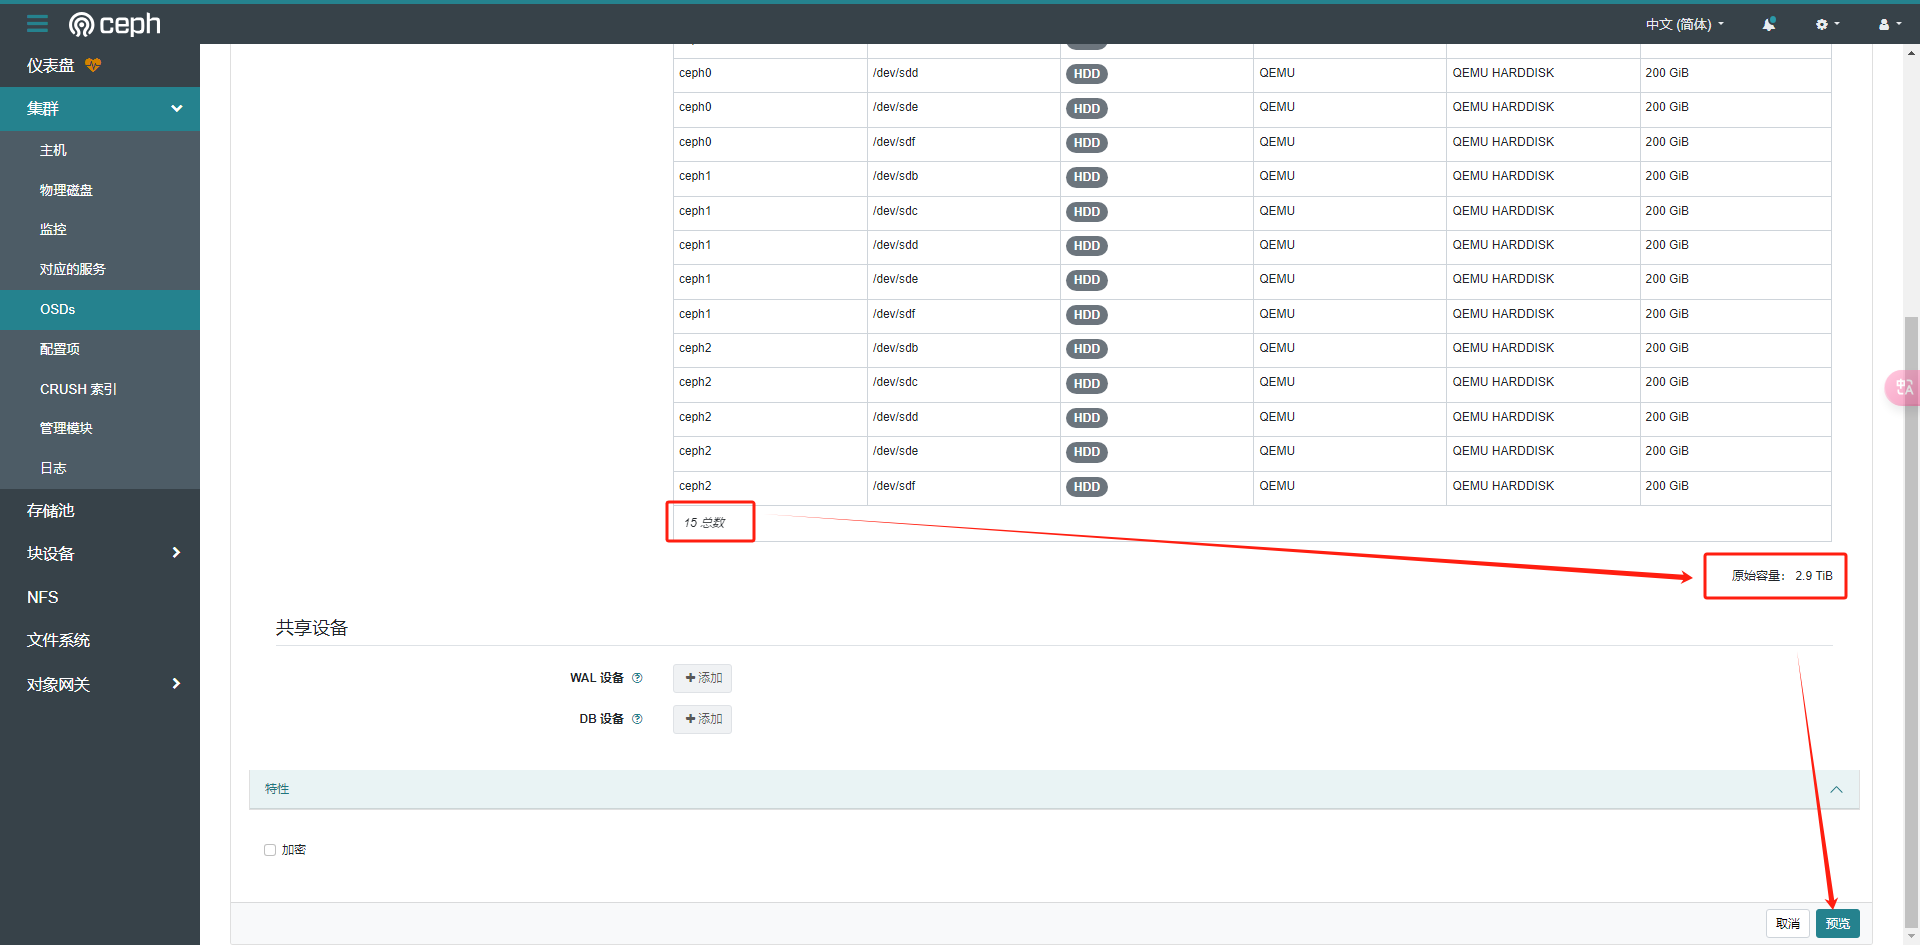 ceph
中文 (简体)
仪表盘
集群
主机
物理磁盘
监控
对应的服务
OSDs
配置项
CRUSH 索引
管理模块
日志
存储池
块设备
NFS
文件系统
对象网关
ceph0 /dev/sdd HDD QEMU QEMU HARDDISK 200 GiB
ceph0 /dev/sde HDD QEMU QEMU HARDDISK 200 GiB
ceph0 /dev/sdf HDD QEMU QEMU HARDDISK 200 GiB
ceph1 /dev/sdb HDD QEMU QEMU HARDDISK 200 GiB
ceph1 /dev/sdc HDD QEMU QEMU HARDDISK 200 GiB
ceph1 /dev/sdd HDD QEMU QEMU HARDDISK 200 GiB
ceph1 /dev/sde HDD QEMU QEMU HARDDISK 200 GiB
ceph1 /dev/sdf HDD QEMU QEMU HARDDISK 200 GiB
ceph2 /dev/sdb HDD QEMU QEMU HARDDISK 200 GiB
ceph2 /dev/sdc HDD QEMU QEMU HARDDISK 200 GiB
ceph2 /dev/sdd HDD QEMU QEMU HARDDISK 200 GiB
ceph2 /dev/sde HDD QEMU QEMU HARDDISK 200 GiB
ceph2 /dev/sdf HDD QEMU QEMU HARDDISK 200 GiB
15 总数
原始容量： 2.9 TiB
共享设备
WAL 设备 添加
DB 设备 添加
特性
加密
取消 预览